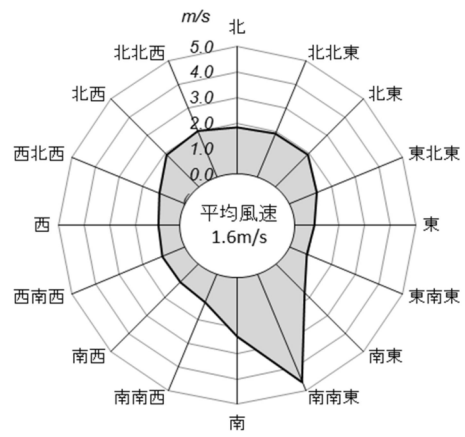 m/s
北
北北西
北北東
5.0
北西
4.0
北東
3.0
西北西
2.0
東北東
1.0
0.0
平均風速
1.6m/s
西
東
西南西
東南東
南西
南東
南南西
南南東
南